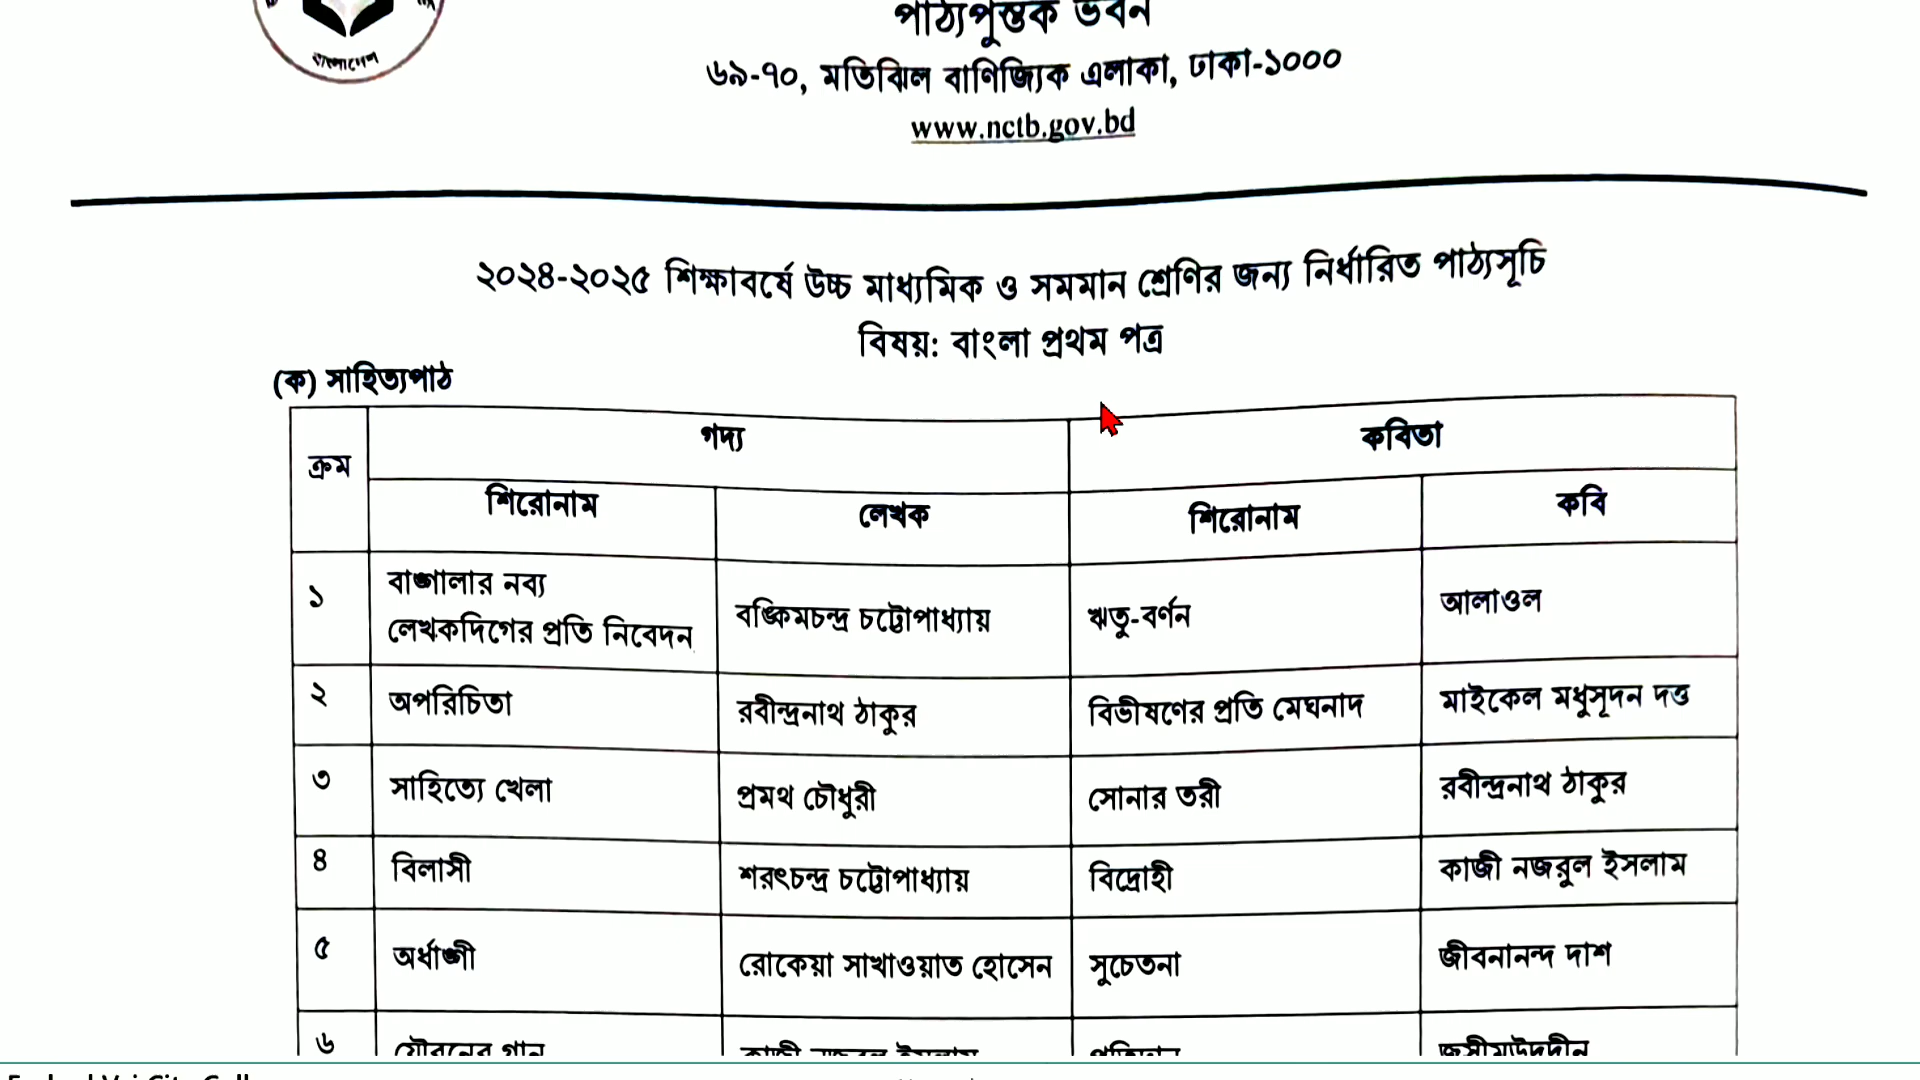 বাংলাদেশ
পাঠ্যপুস্তক ভবন
৬৯-৭০, মতিঝিল বাণিজ্যিক এলাকা, ঢাকা-১০০০
www.nctb.gov.bd
২০২৪-২০২৫ শিক্ষাবর্ষে উচ্চ মাধ্যমিক ও সমমান শ্রেণির জন্য নির্ধারিত পাঠ্যসূচি
বিষয়: বাংলা প্রথম পত্র
(ক) সাহিত্যপাঠ
ক্রম গদ্য কবিতা
শিরোনাম লেখক শিরোনাম কবি
১ বাঙ্গালার নব্য
লেখকদিগের প্রতি নিবেদন বঙ্কিমচন্দ্র চট্টোপাধ্যায় ঋতু-বর্ণন আলাওল
২ অপরিচিতা রবীন্দ্রনাথ ঠাকুর বিভীষণের প্রতি মেঘনাদ মাইকেল মধুসূদন দত্ত
৩ সাহিত্যে খেলা প্রমথ চৌধুরী সোনার তরী রবীন্দ্রনাথ ঠাকুর
৪ বিলাসী শরৎচন্দ্র চট্টোপাধ্যায় বিদ্রোহী কাজী নজরুল ইসলাম
৫ অর্ধাঙ্গী রোকেয়া সাখাওয়াত হোসেন সুচেতনা জীবনানন্দ দাশ
৬ যৌবনের গান কাজী নজরুল ইসলাম প্রতিদান জসীমউদ্‌দীন